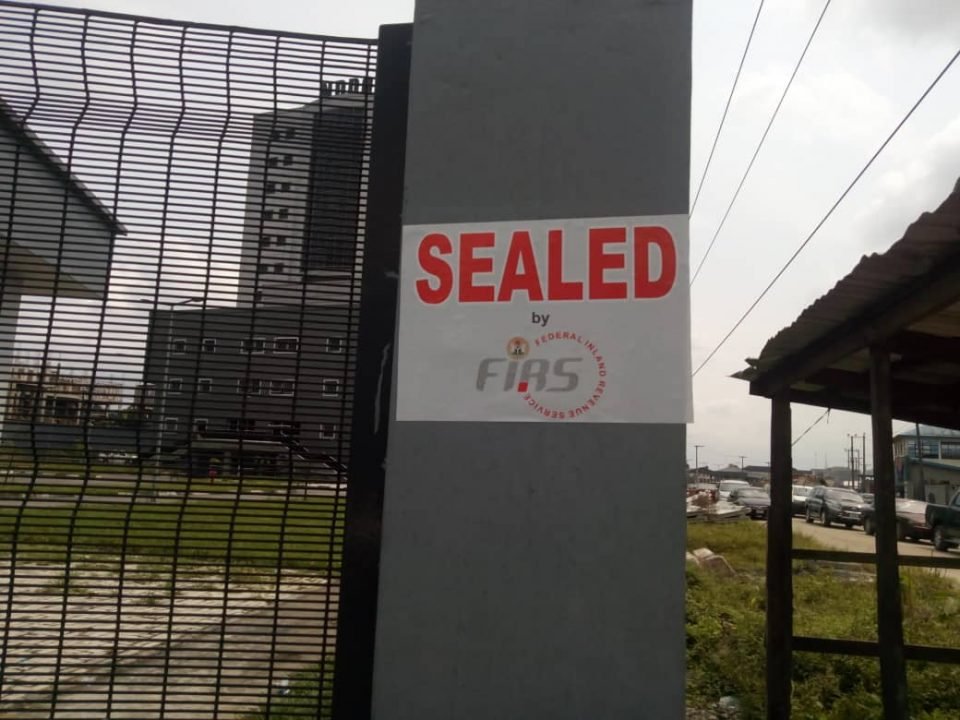 SEALED
by
FIRS
FEDERAL INLAND REVENUE SERVICE